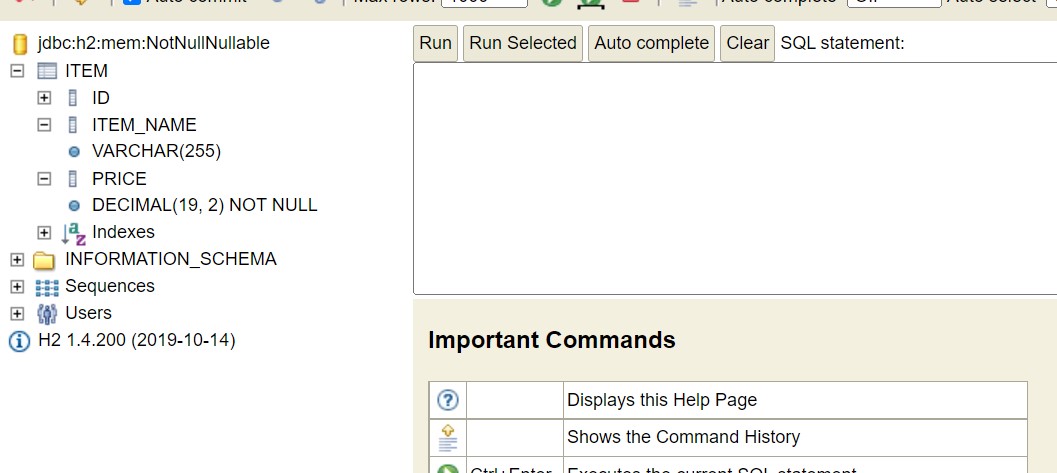 Auto commit Max rows: 1000 Auto complete Off Auto select
jdbc:h2:mem:NotNullNullable
ITEM
ID
ITEM_NAME
VARCHAR(255)
PRICE
DECIMAL(19, 2) NOT NULL
Indexes
INFORMATION_SCHEMA
Sequences
Users
H2 1.4.200 (2019-10-14)
Run Run Selected Auto complete Clear SQL statement:
Important Commands
Displays this Help Page
Shows the Command History
Ctrl+Enter Executes the current SQL statement